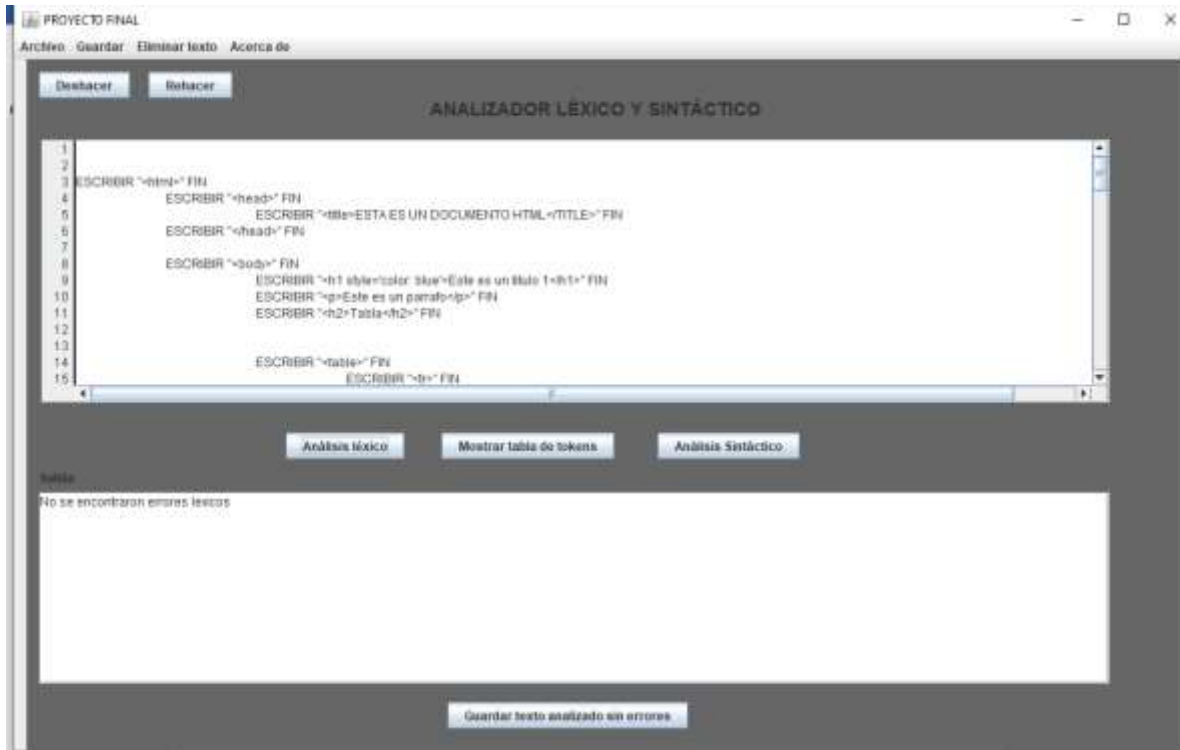 PROYECTO FINAL
Archivo Guardar Eliminar texto Acerca de
Deshacer Rehacer
ANALIZADOR LÉXICO Y SINTÁCTICO
1
2
3 ESCRIBIR "<html>" FIN
4 ESCRIBIR "<head>" FIN
5 ESCRIBIR "<title>ESTA ES UN DOCUMENTO HTML</TITLE>" FIN
6 ESCRIBIR "</head>" FIN
7
8 ESCRIBIR "<body>" FIN
9 ESCRIBIR "<h1 style='color: blue'>Este es un titulo 1</h1>" FIN
10 ESCRIBIR "<p>Este es un parrafo</p>" FIN
11 ESCRIBIR "<h2>Tabla</h2>" FIN
12
13
14 ESCRIBIR "<table>" FIN
15 ESCRIBIR "<tr>" FIN
Análisis léxico Mostrar tabla de tokens Análisis Sintáctico
Salida
No se encontraron errores lexicos
Guardar texto analizado sin errores